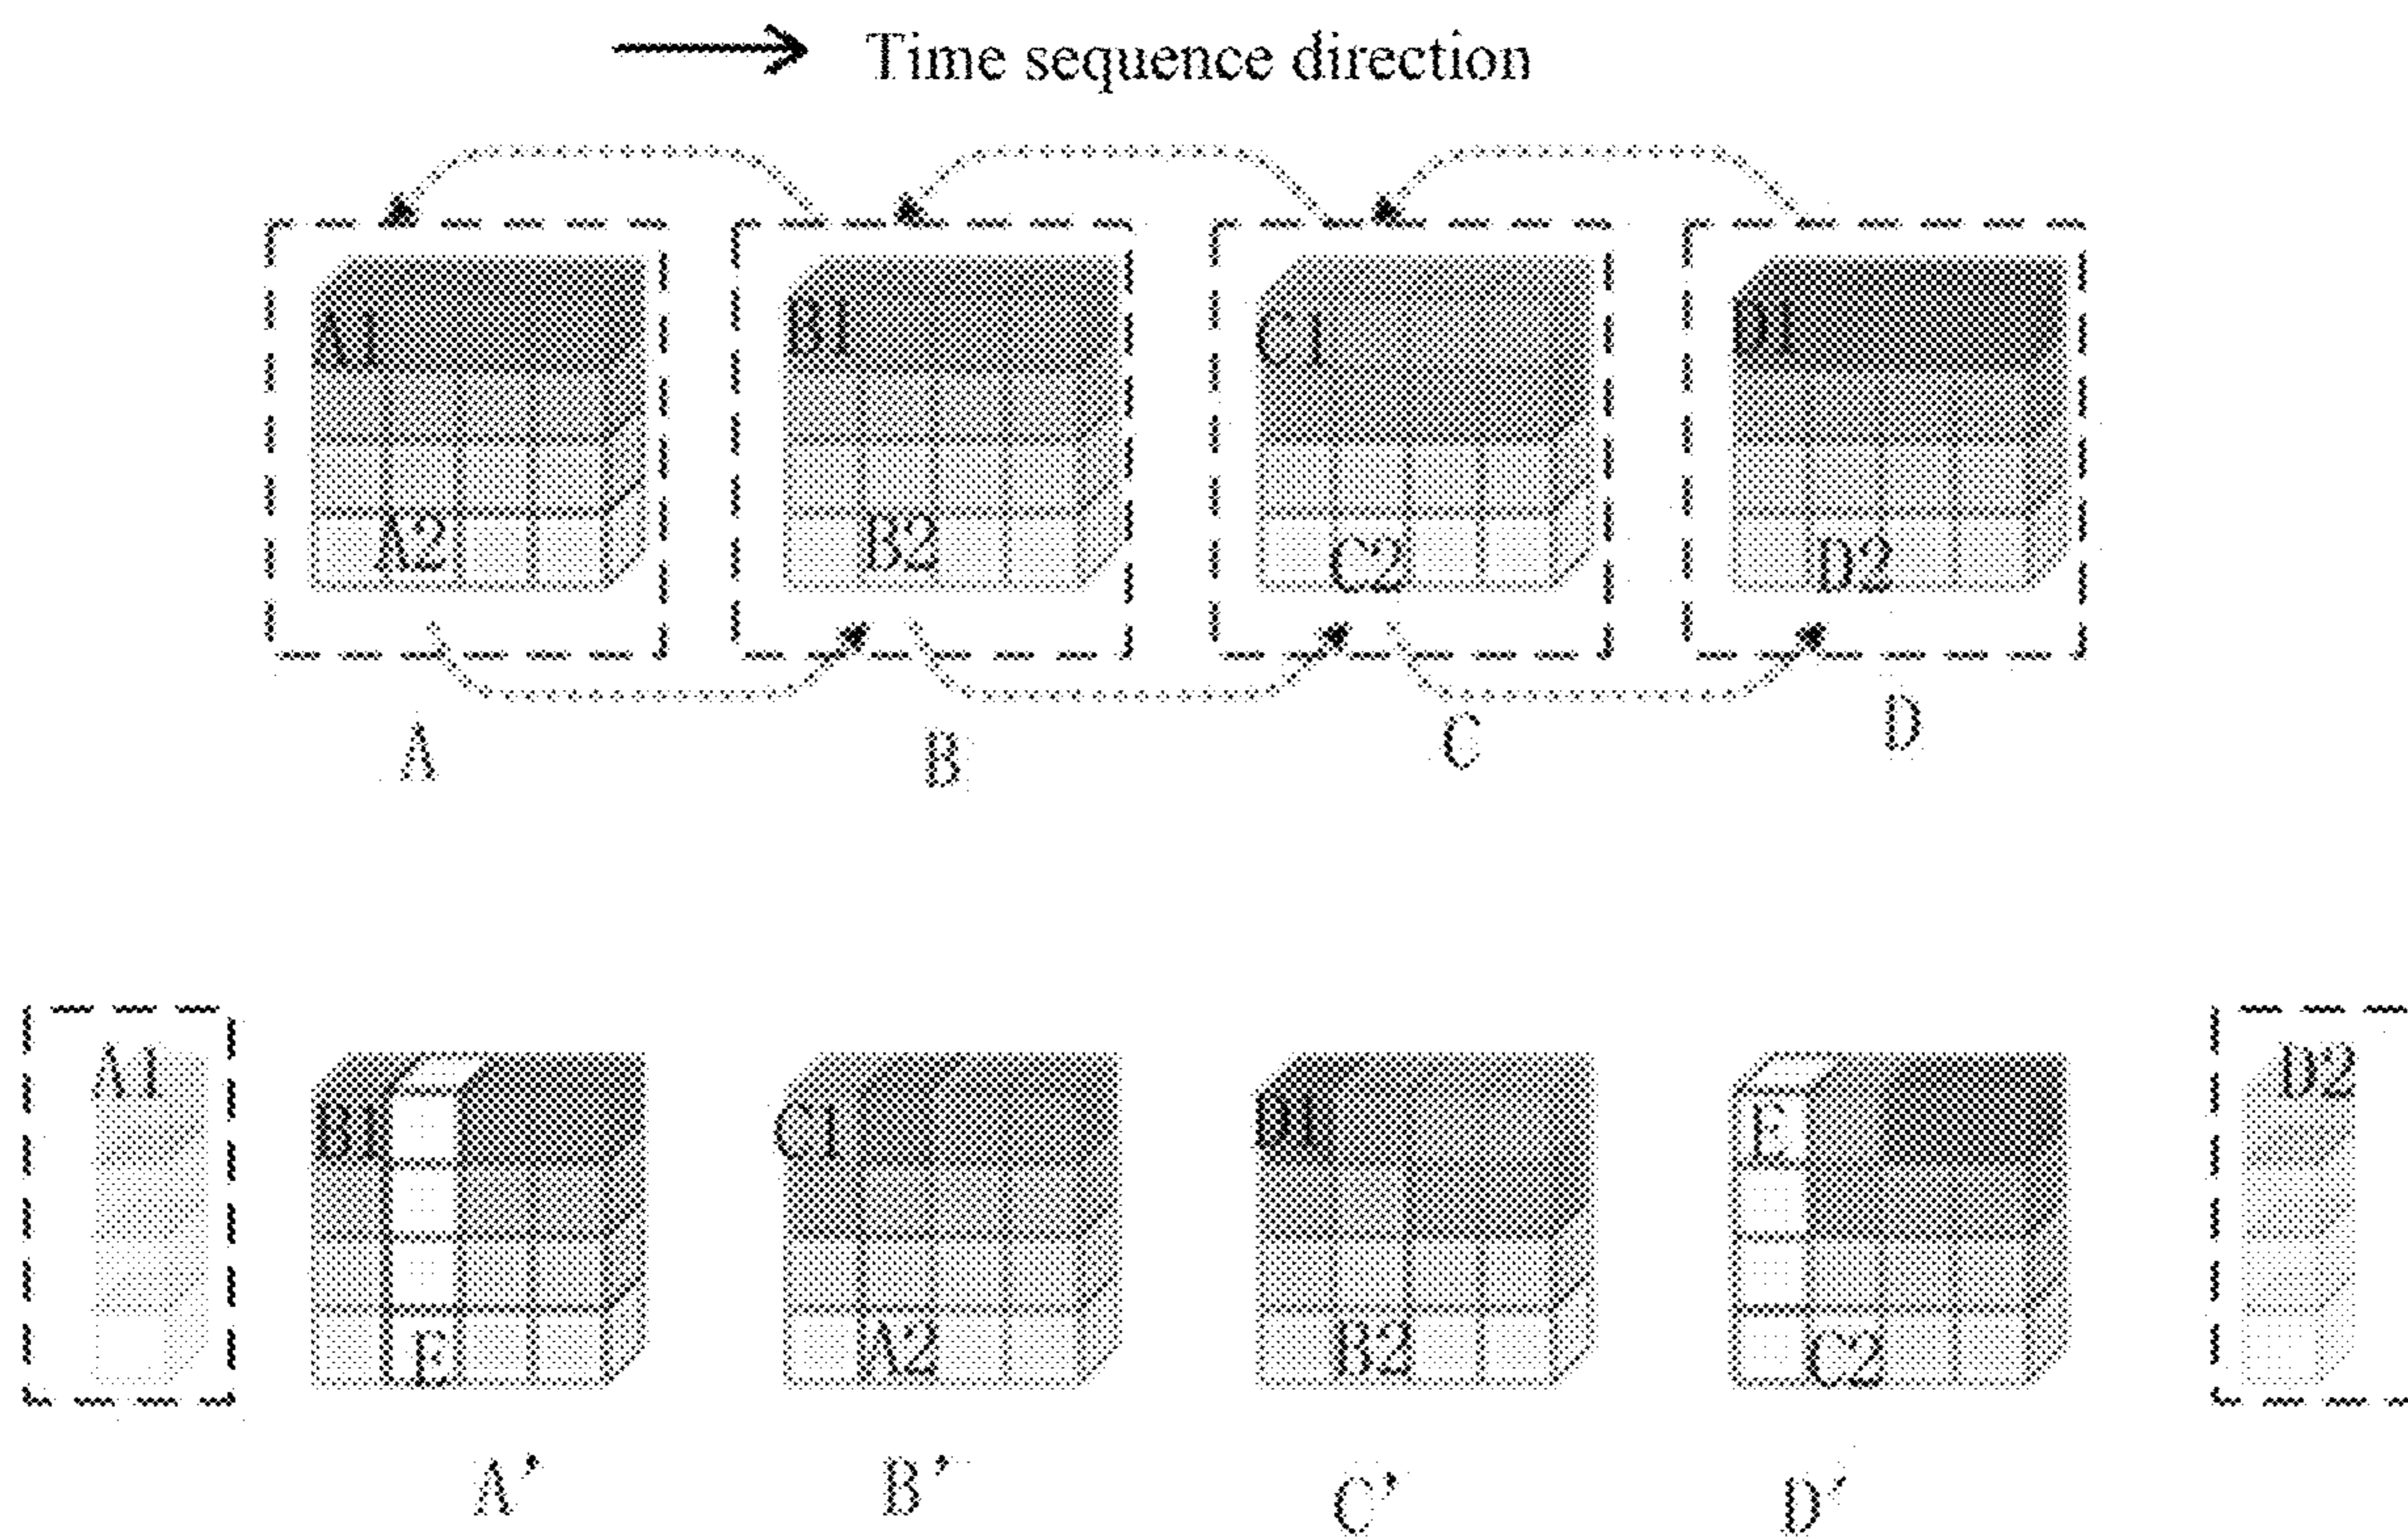 Time sequence direction
A1 B1 C1 D1
A2 B2 C2 D2
A B C D
A1 B1 C1 D1 E D2
E A2 B2 C2
A' B' C' D'